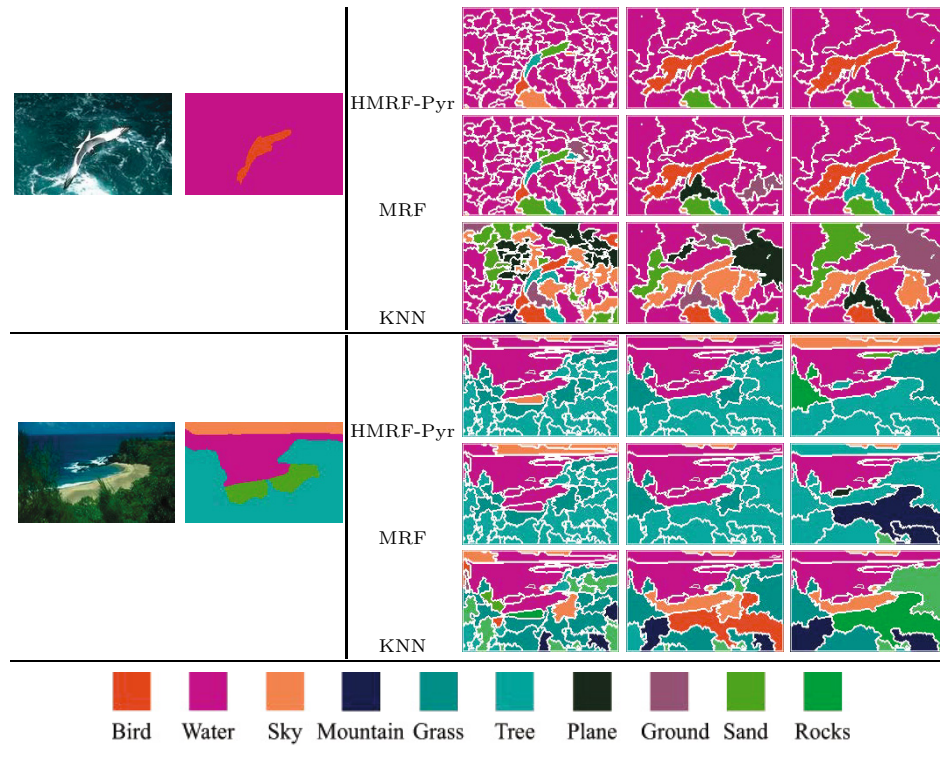 HMRF-Pyr
MRF
KNN
HMRF-Pyr
MRF
KNN
Bird Water Sky Mountain Grass Tree Plane Ground Sand Rocks